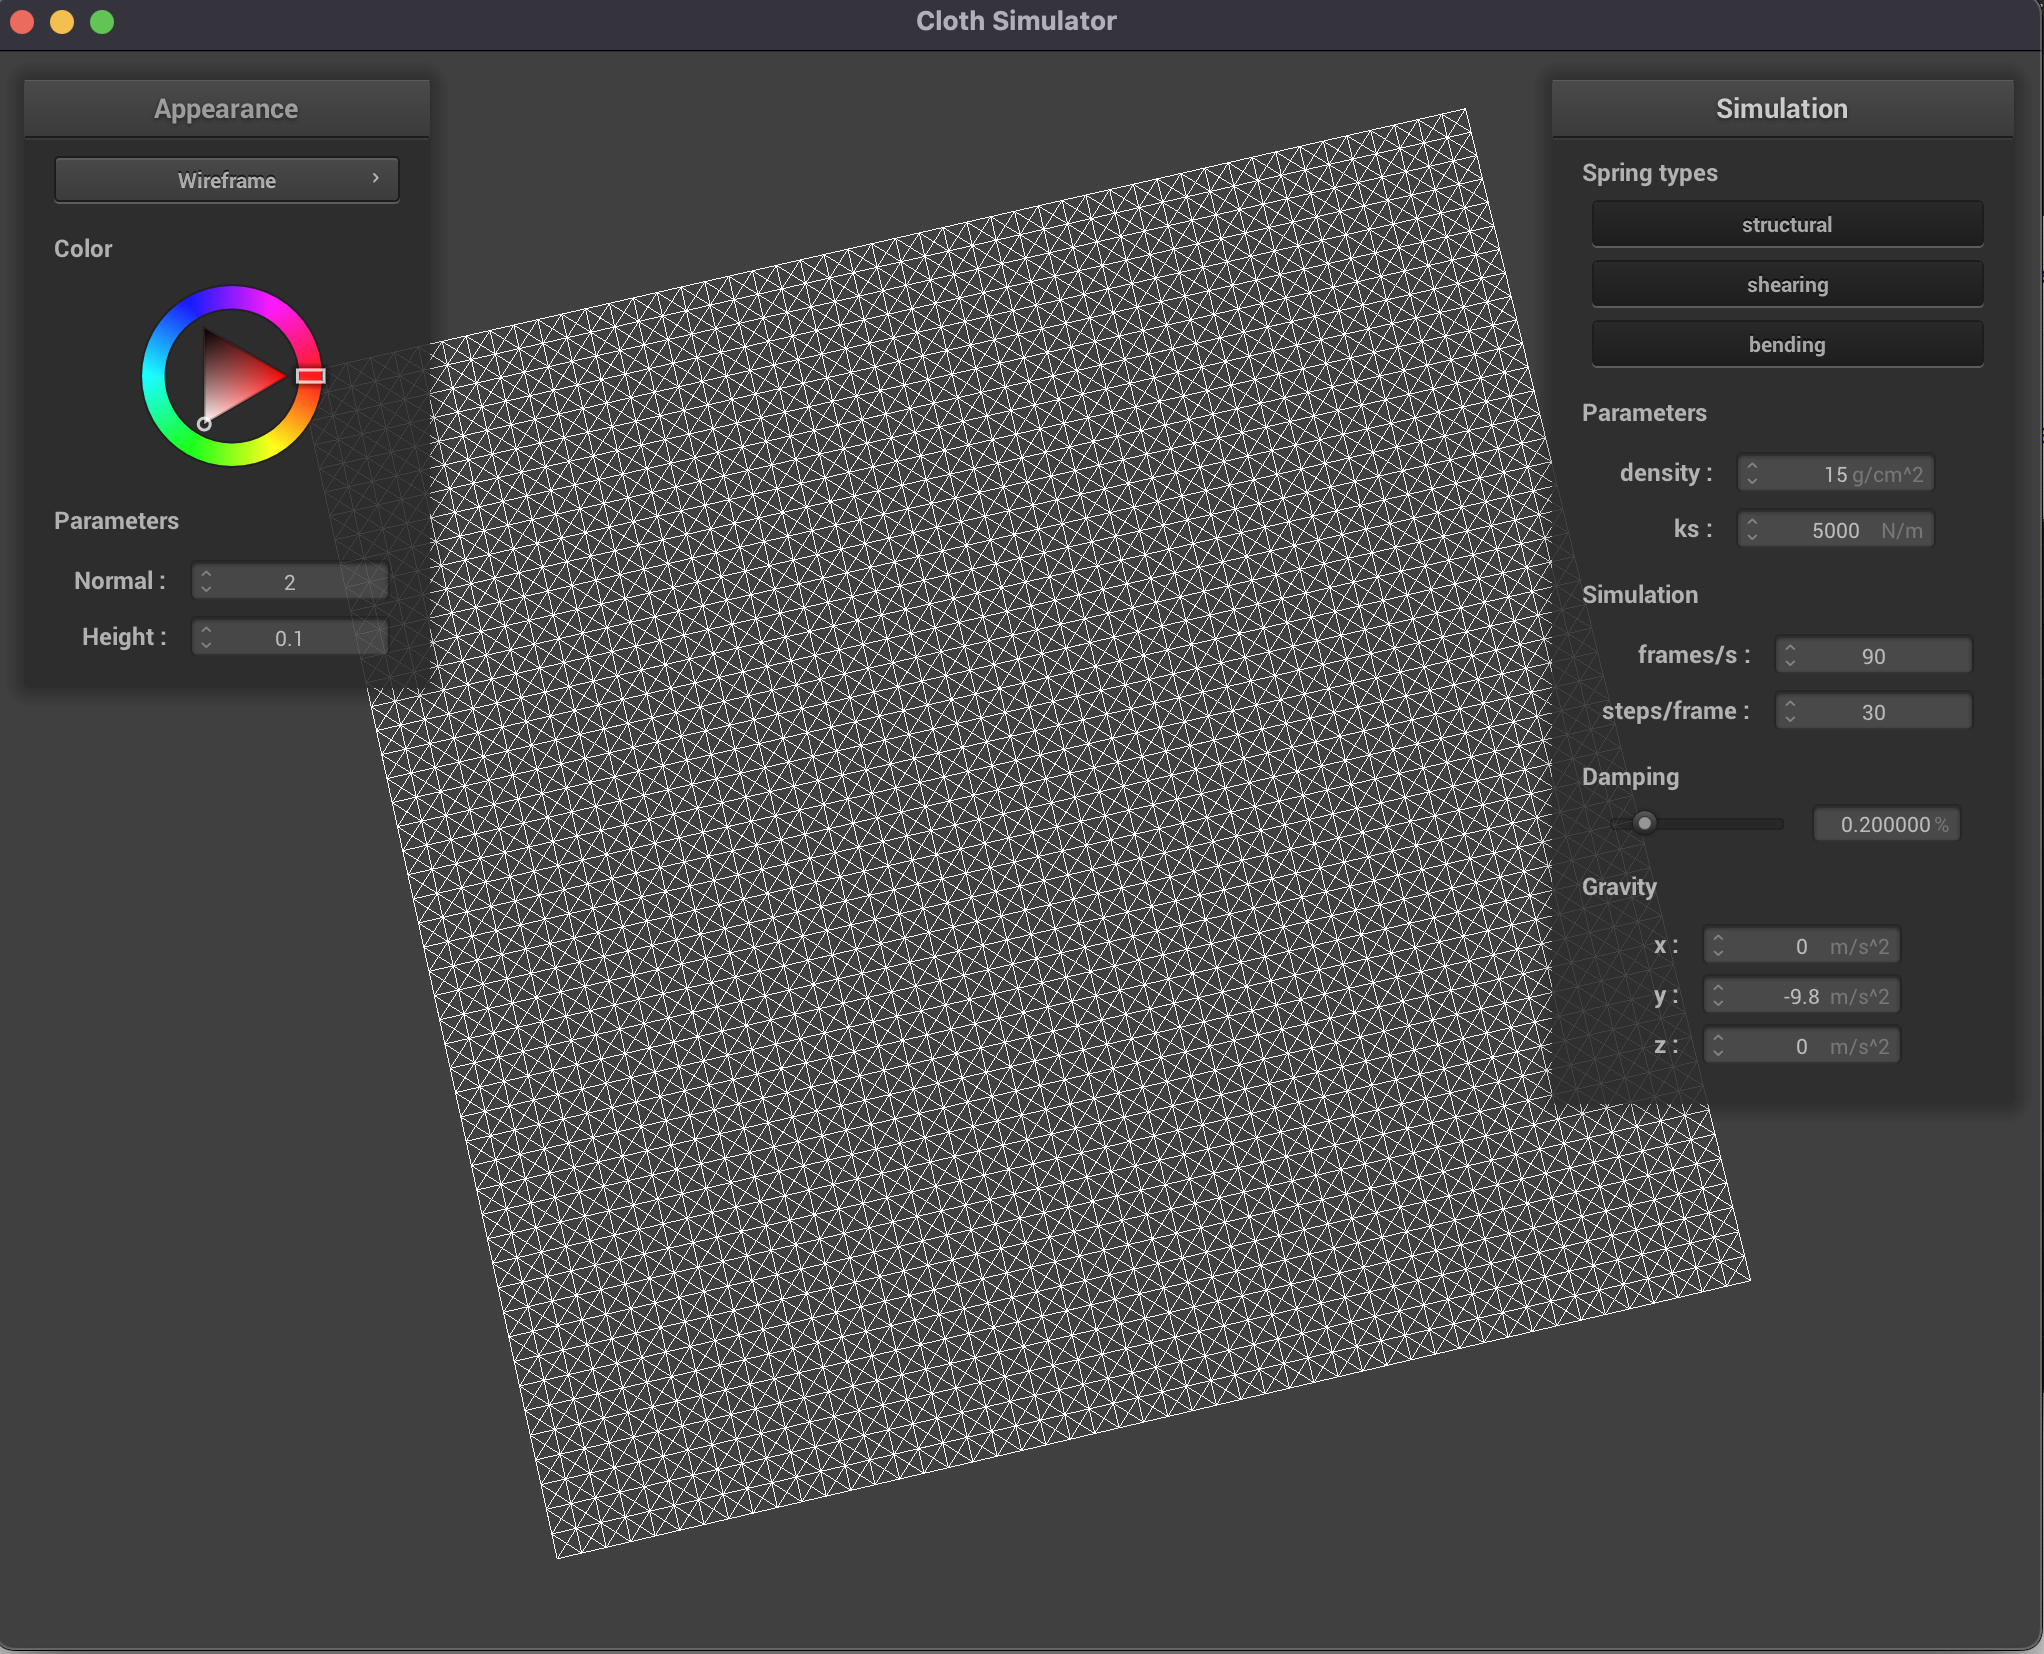 Cloth Simulator
Appearance
Wireframe
Color
Parameters
Normal : 2
Height : 0.1
Simulation
Spring types
structural
shearing
bending
Parameters
density : 15 g/cm^2
ks : 5000 N/m
Simulation
frames/s : 90
steps/frame : 30
Damping
0.200000 %
Gravity
x : 0 m/s^2
y : -9.8 m/s^2
z : 0 m/s^2